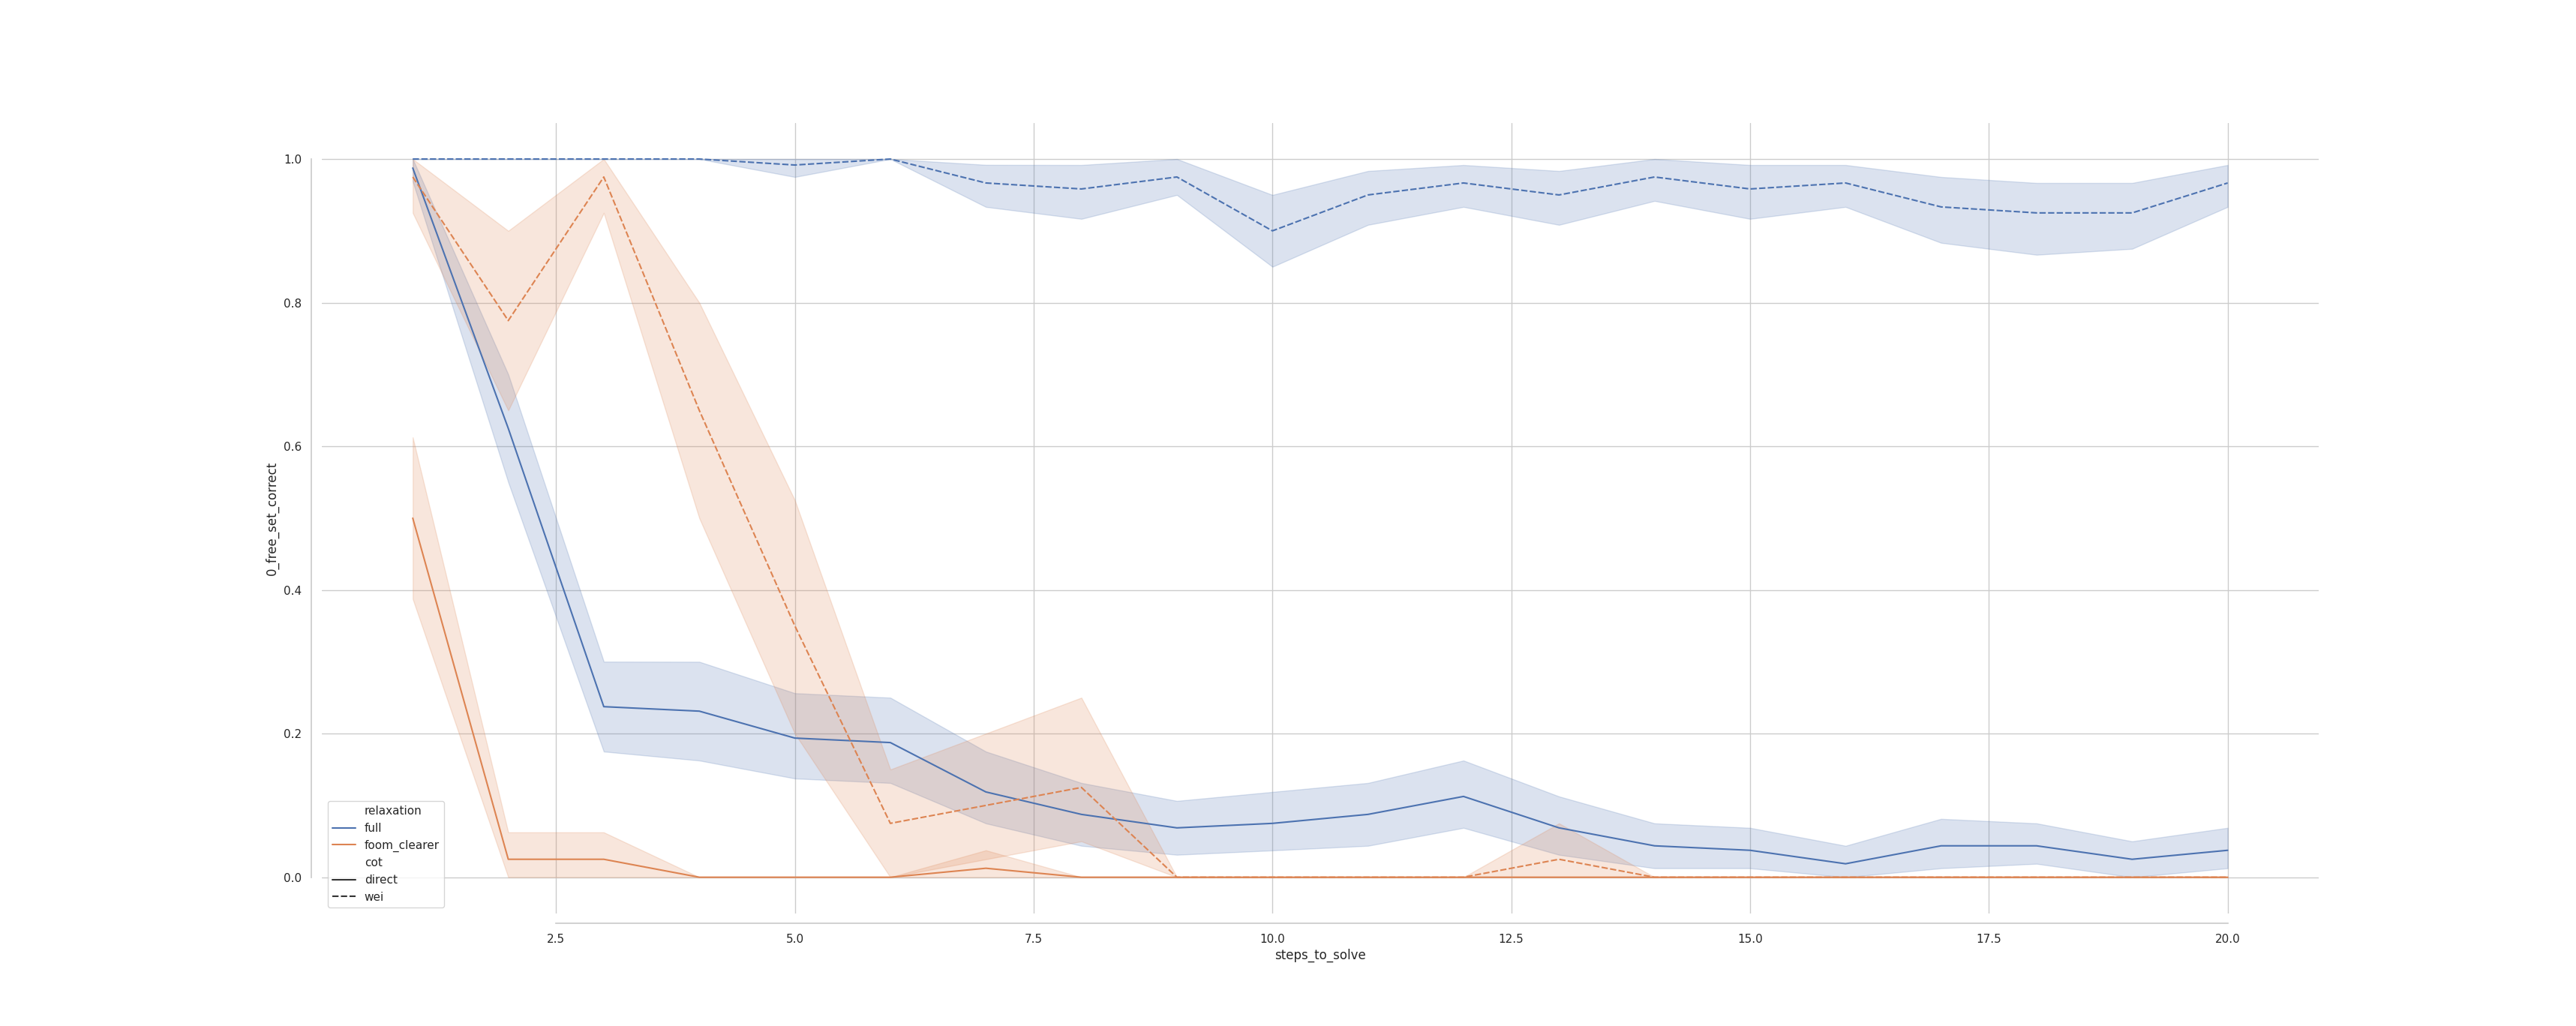 1.0
0.8
0.6
0.4
0.2
0.0
0_free_set_correct
relaxation
full
foom_clearer
cot
direct
wei
2.5 5.0 7.5 10.0 12.5 15.0 17.5 20.0
steps_to_solve